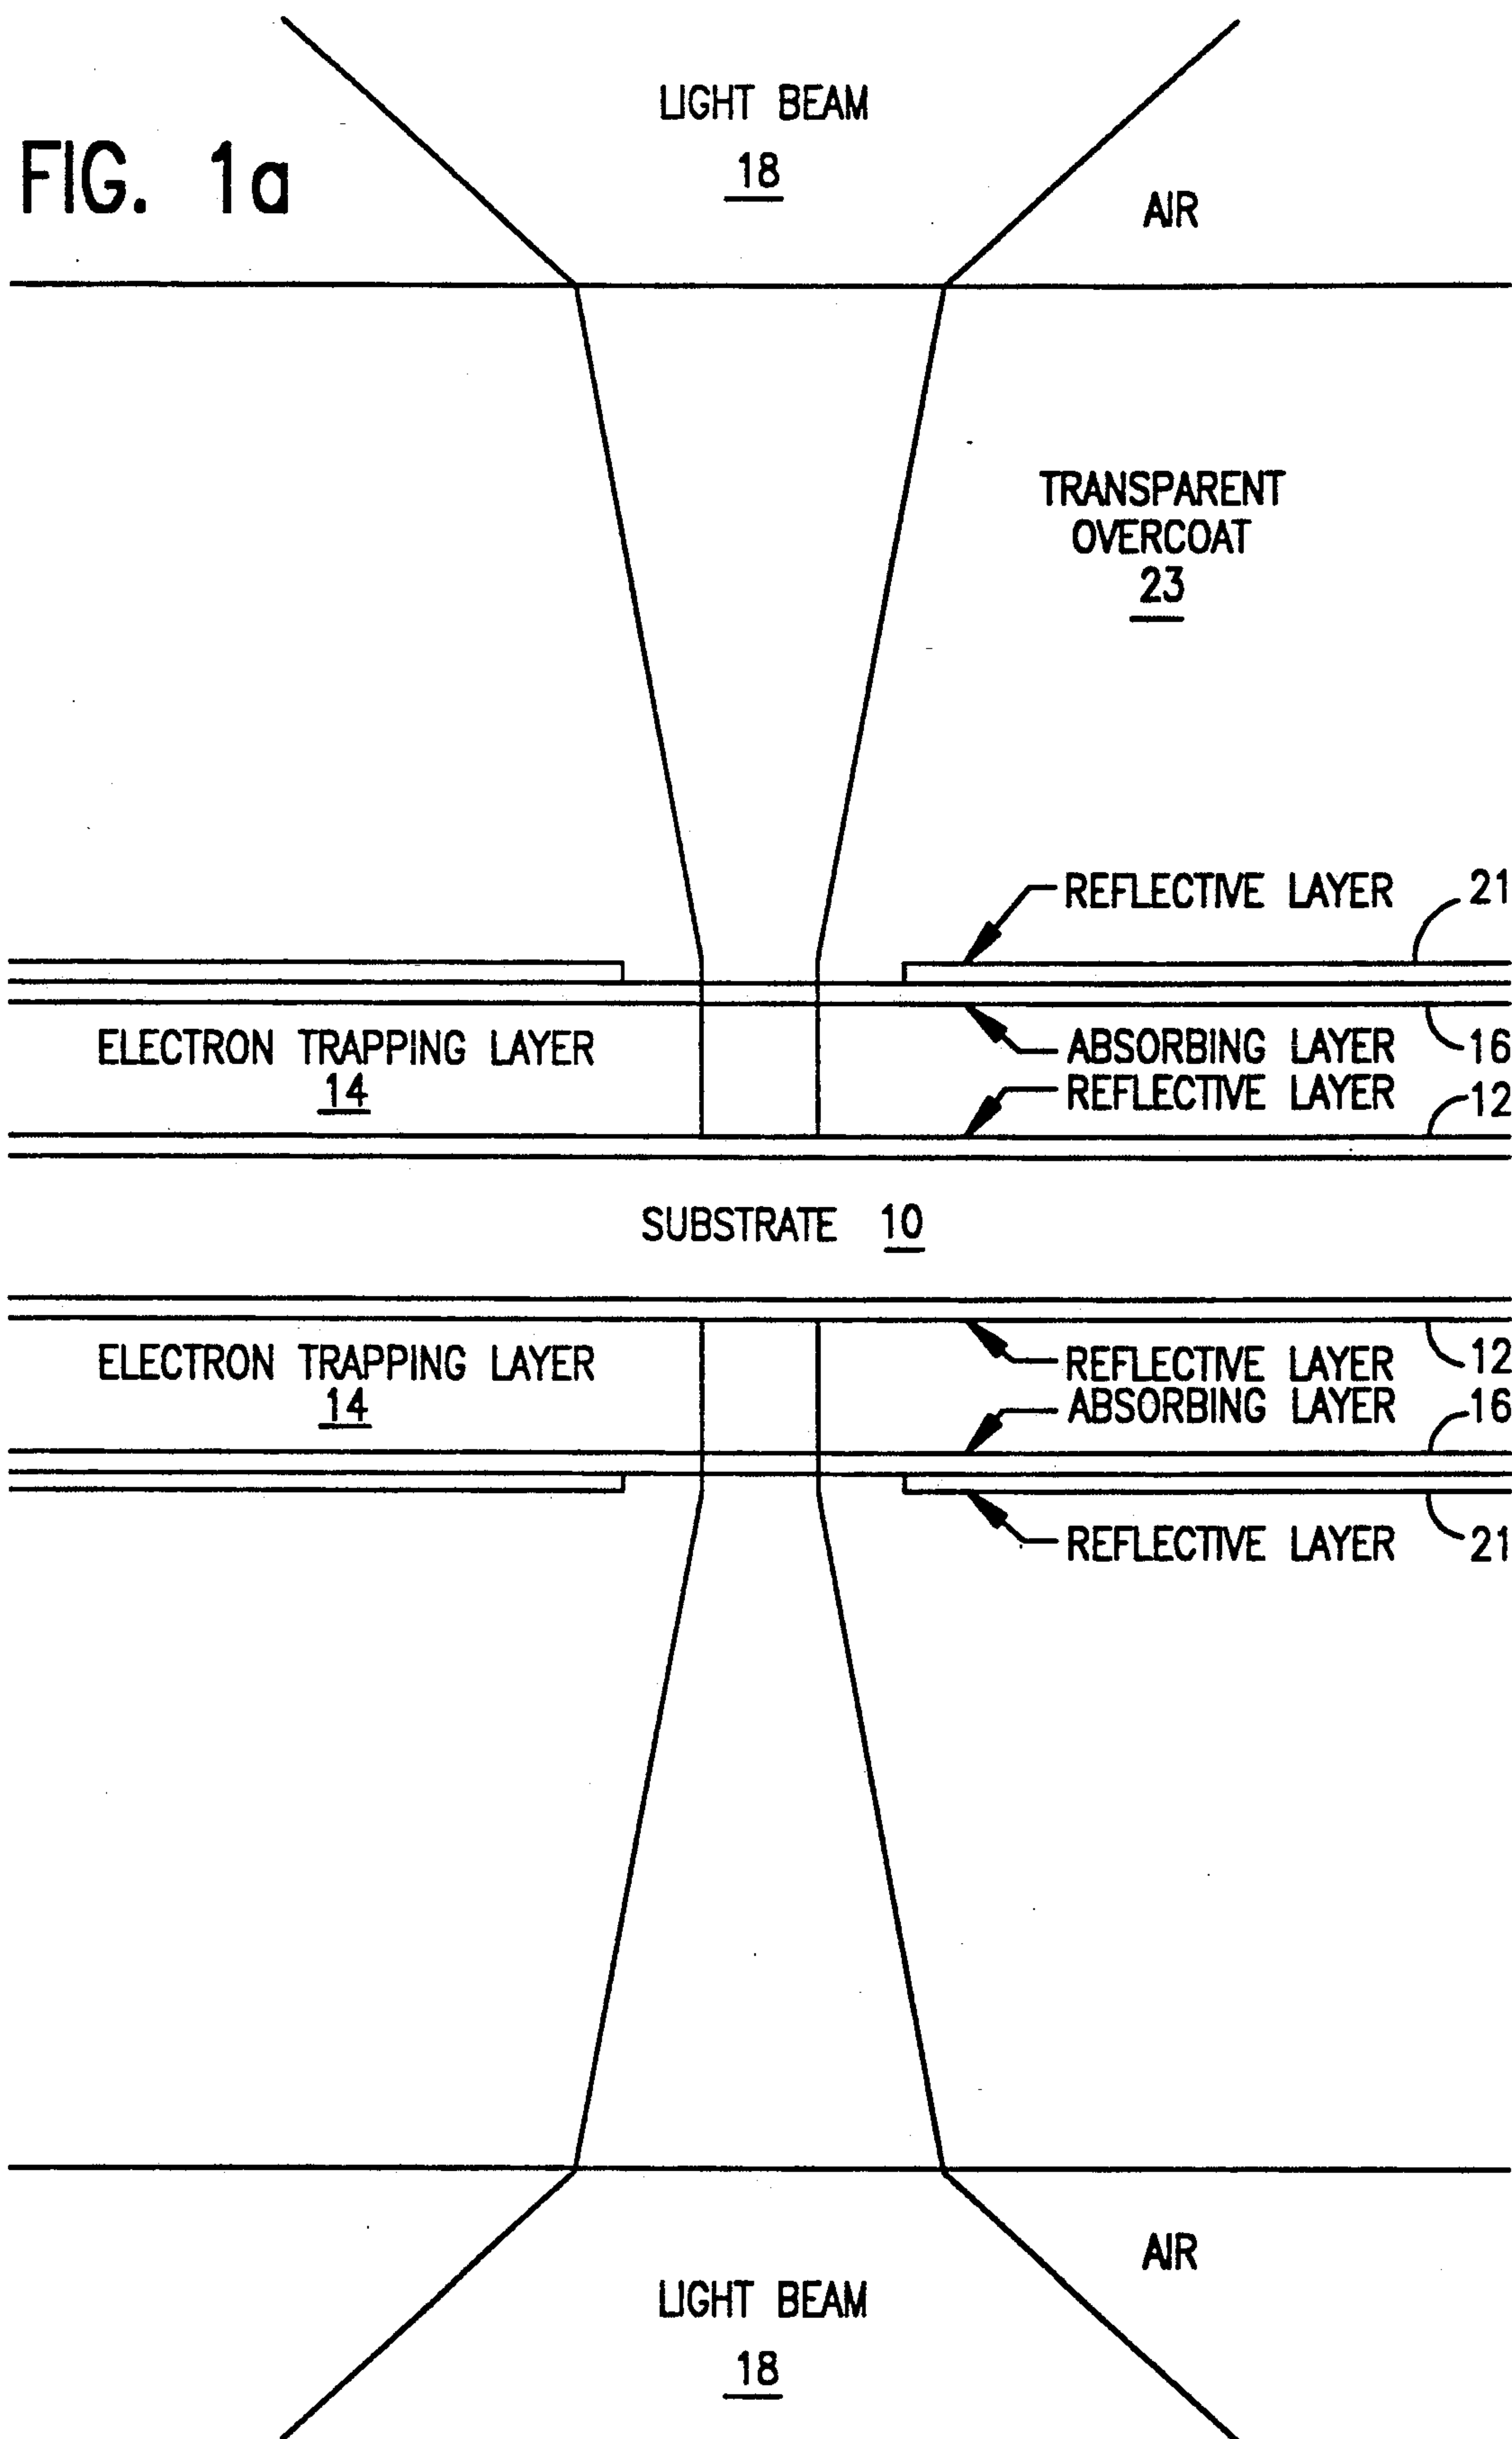 FIG. 1a
LIGHT BEAM
18
AIR
TRANSPARENT
OVERCOAT
23
REFLECTIVE LAYER 21
ELECTRON TRAPPING LAYER
14
ABSORBING LAYER 16
REFLECTIVE LAYER 12
SUBSTRATE 10
ELECTRON TRAPPING LAYER
14
REFLECTIVE LAYER 12
ABSORBING LAYER 16
REFLECTIVE LAYER 21
AIR
LIGHT BEAM
18